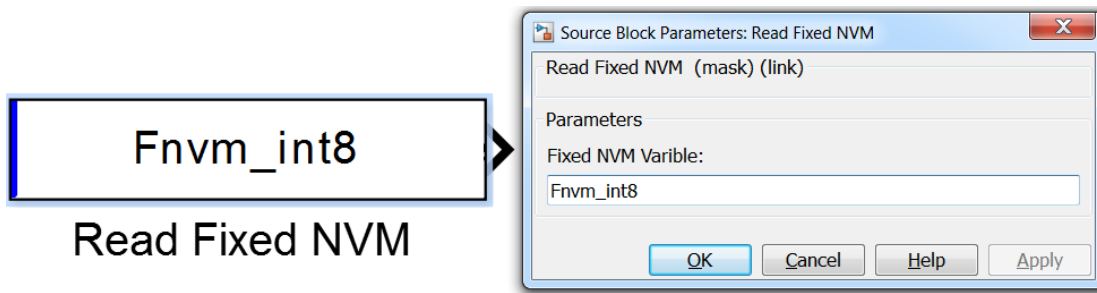 Fnvm_int8
Read Fixed NVM
Source Block Parameters: Read Fixed NVM
Read Fixed NVM (mask) (link)
Parameters
Fixed NVM Varible:
Fnvm_int8
OK Cancel Help Apply